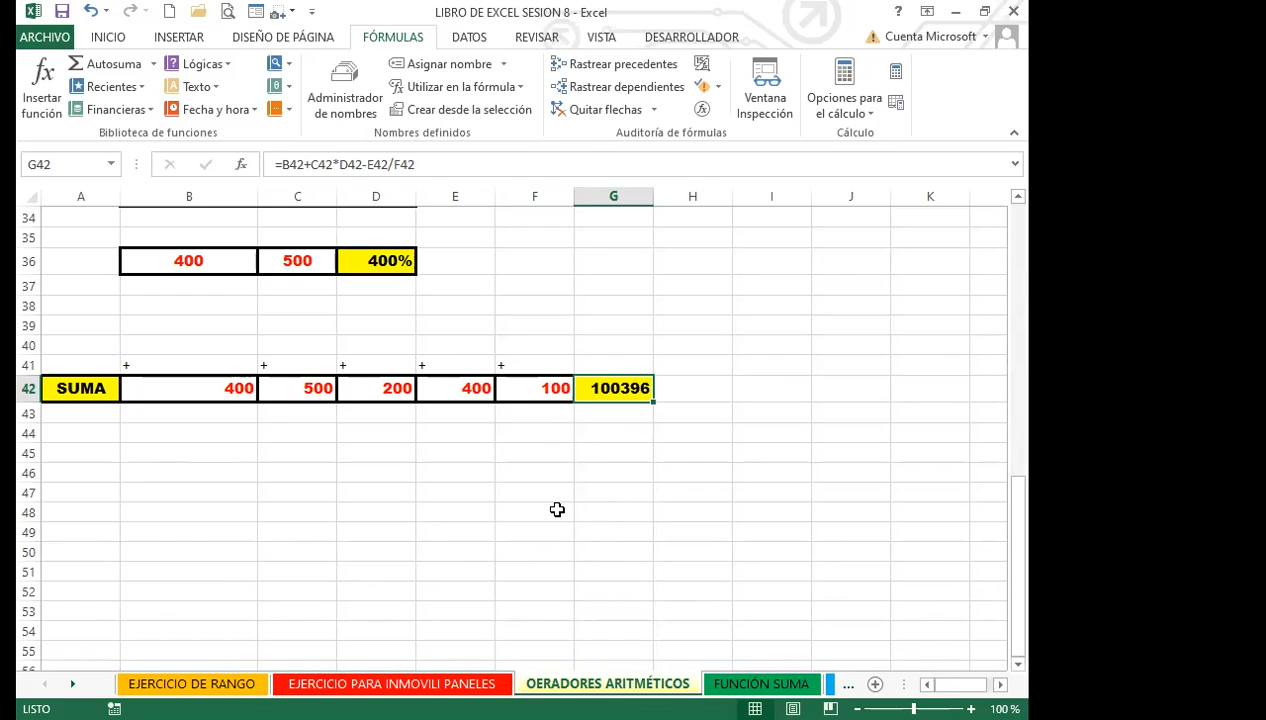 LIBRO DE EXCEL SESION 8 - Excel
ARCHIVO INICIO INSERTAR DISEÑO DE PÁGINA FÓRMULAS DATOS REVISAR VISTA DESARROLLADOR Cuenta Microsoft
Autosuma Lógicas Asignar nombre Rastrear precedentes
Recientes Texto Utilizar en la fórmula Rastrear dependientes
Financieras Fecha y hora Crear desde la selección Quitar flechas
Insertar función
Administrador de nombres
Ventana Inspección
Opciones para el cálculo
Biblioteca de funciones Nombres definidos Auditoría de fórmulas Cálculo
G42 fx =B42+C42*D42-E42/F42
A B C D E F G H I J K
34
35
36 400 500 400%
37
38
39
40
41 + + + + +
42 SUMA 400 500 200 400 100 100396
43
44
45
46
47
48
49
50
51
52
53
54
55
56
EJERCICIO DE RANGO EJERCICIO PARA INMOVILI PANELES OERADORES ARITMÉTICOS FUNCIÓN SUMA ...
LISTO 100 %